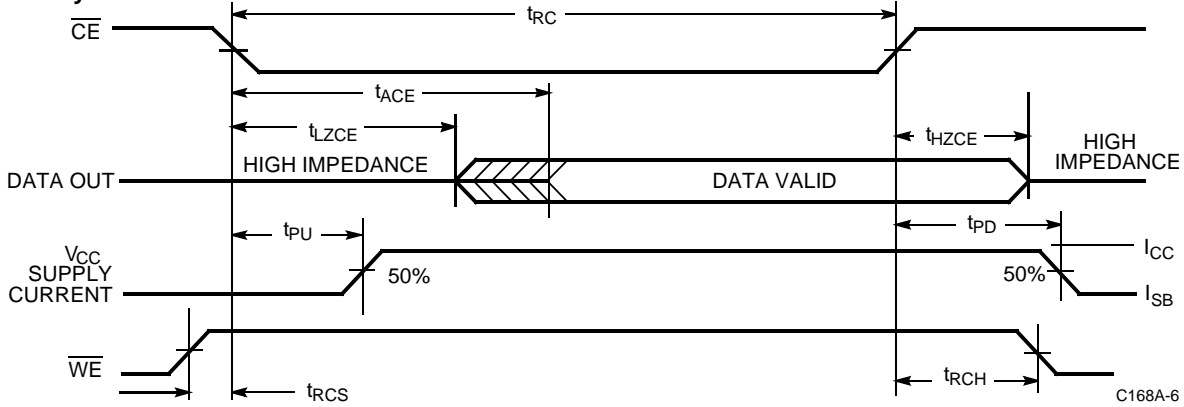 tRC
CE
tACE
tLZCE
tHZCE
HIGH IMPEDANCE
HIGH
IMPEDANCE
DATA OUT
DATA VALID
tPU
tPD
VCC
SUPPLY
CURRENT
50%
50%
ICC
ISB
WE
tRCS
tRCH
C168A-6